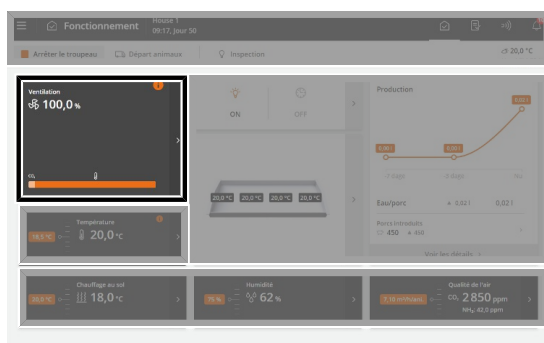 Fonctionnement
House 1
09:17, Jour 50
Arrêter le troupeau
Départ animaux
Inspection
20,0 °C
Ventilation
100,0 %
CO₂
ON
OFF
20,0 °C 20,0 °C 20,0 °C 20,0 °C
Production
0,02 l
0,00 l
0,00 l
Eau/porc
0,02 l
0,02 l
Porcs introduits
450
460
Voir les détails
Température
18,5 °C
20,0 °C
Chauffage au sol
20,0 °C
18,0 °C
Humidité
75 %
62 %
Qualité de l'air
CO₂ 2 850 ppm
NH₃: 42,0 ppm